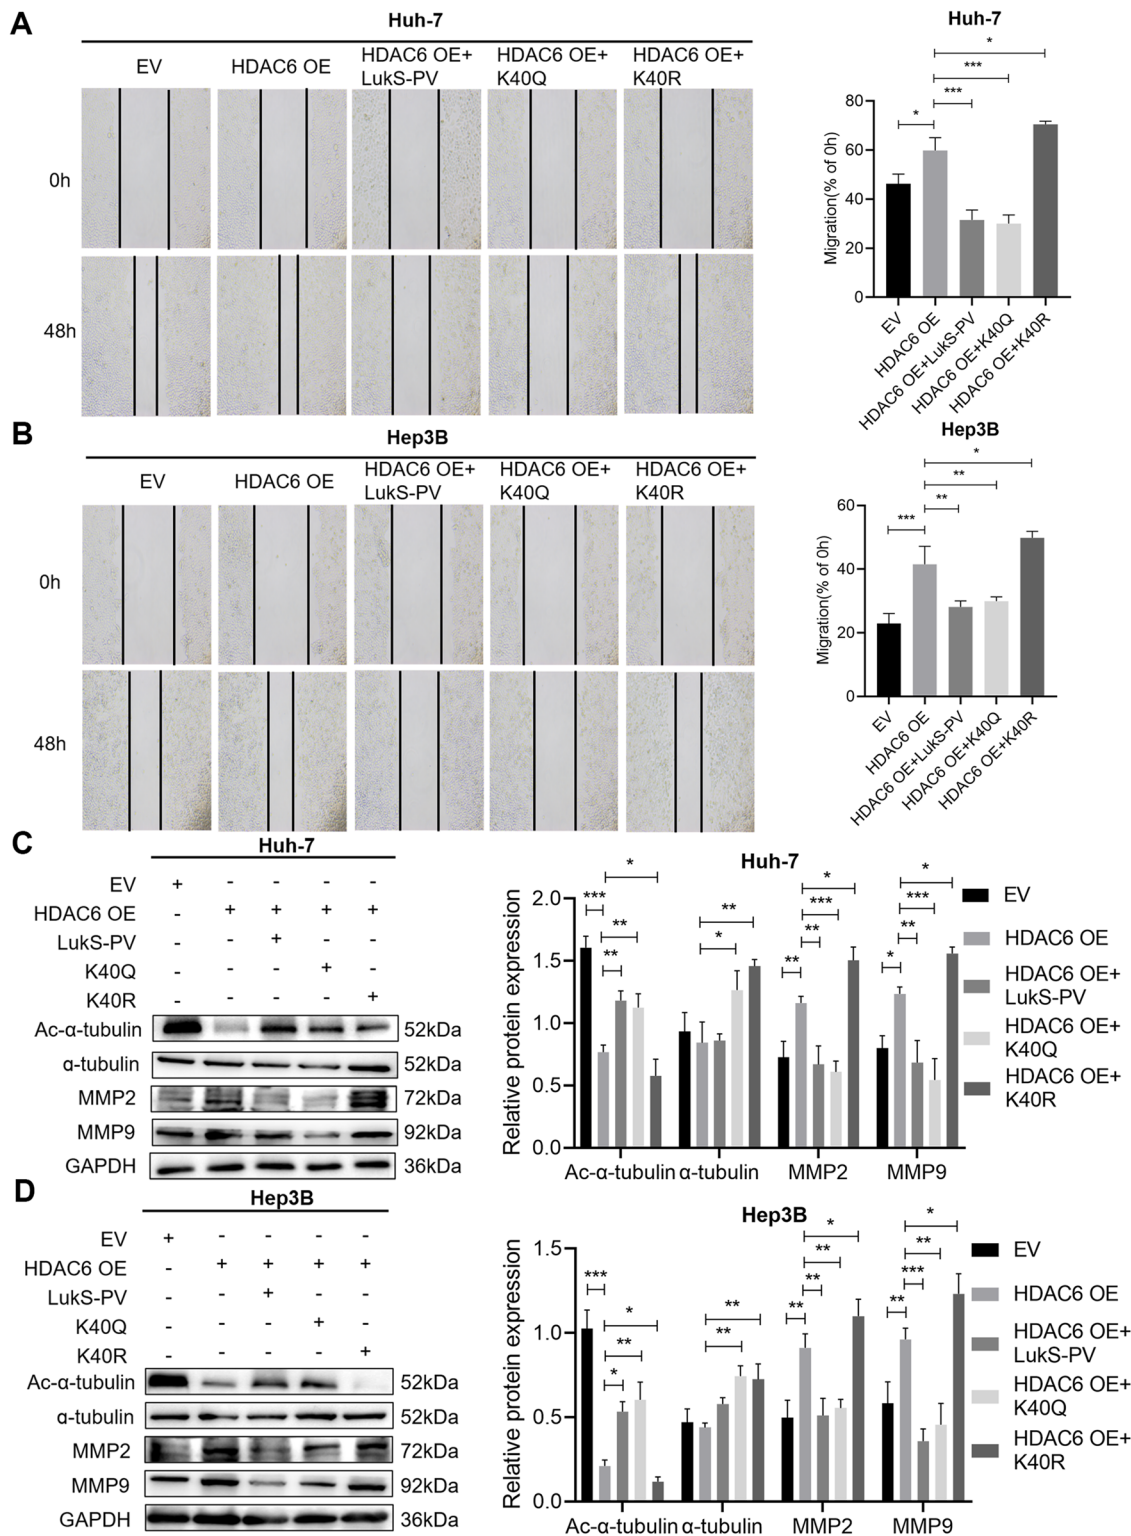 A
Huh-7
EV
HDAC6 OE
HDAC6 OE+
LukS-PV
HDAC6 OE+
K40Q
HDAC6 OE+
K40R
0h
48h
Huh-7
*
***
***
*
Migration(% of 0h)
80
60
40
20
0
EV
HDAC6 OE
HDAC6 OE+LukS-PV
HDAC6 OE+K40Q
HDAC6 OE+K40R
B
Hep3B
EV
HDAC6 OE
HDAC6 OE+
LukS-PV
HDAC6 OE+
K40Q
HDAC6 OE+
K40R
0h
48h
Hep3B
*
**
**
***
Migration(% of 0h)
60
40
20
0
EV
HDAC6 OE
HDAC6 OE+LukS-PV
HDAC6 OE+K40Q
HDAC6 OE+K40R
C
Huh-7
EV + - - - -
HDAC6 OE - + + + +
LukS-PV - - + - -
K40Q - - - + -
K40R - - - - +
Ac-α-tubulin 52kDa
α-tubulin 52kDa
MMP2 72kDa
MMP9 92kDa
GAPDH 36kDa
Huh-7
Relative protein expression
2.0
1.5
1.0
0.5
0.0
*
***
**
**
**
*
*
***
**
**
*
***
**
*
Ac-α-tubulin α-tubulin MMP2 MMP9
EV
HDAC6 OE
HDAC6 OE+
LukS-PV
HDAC6 OE+
K40Q
HDAC6 OE+
K40R
D
Hep3B
EV + - - - -
HDAC6 OE - + + + +
LukS-PV - - + - -
K40Q - - - + -
K40R - - - - +
Ac-α-tubulin 52kDa
α-tubulin 52kDa
MMP2 72kDa
MMP9 92kDa
GAPDH 36kDa
Hep3B
Relative protein expression
1.5
1.0
0.5
0.0
***
*
**
*
**
**
*
**
**
**
*
**
***
**
Ac-α-tubulin α-tubulin MMP2 MMP9
EV
HDAC6 OE
HDAC6 OE+
LukS-PV
HDAC6 OE+
K40Q
HDAC6 OE+
K40R